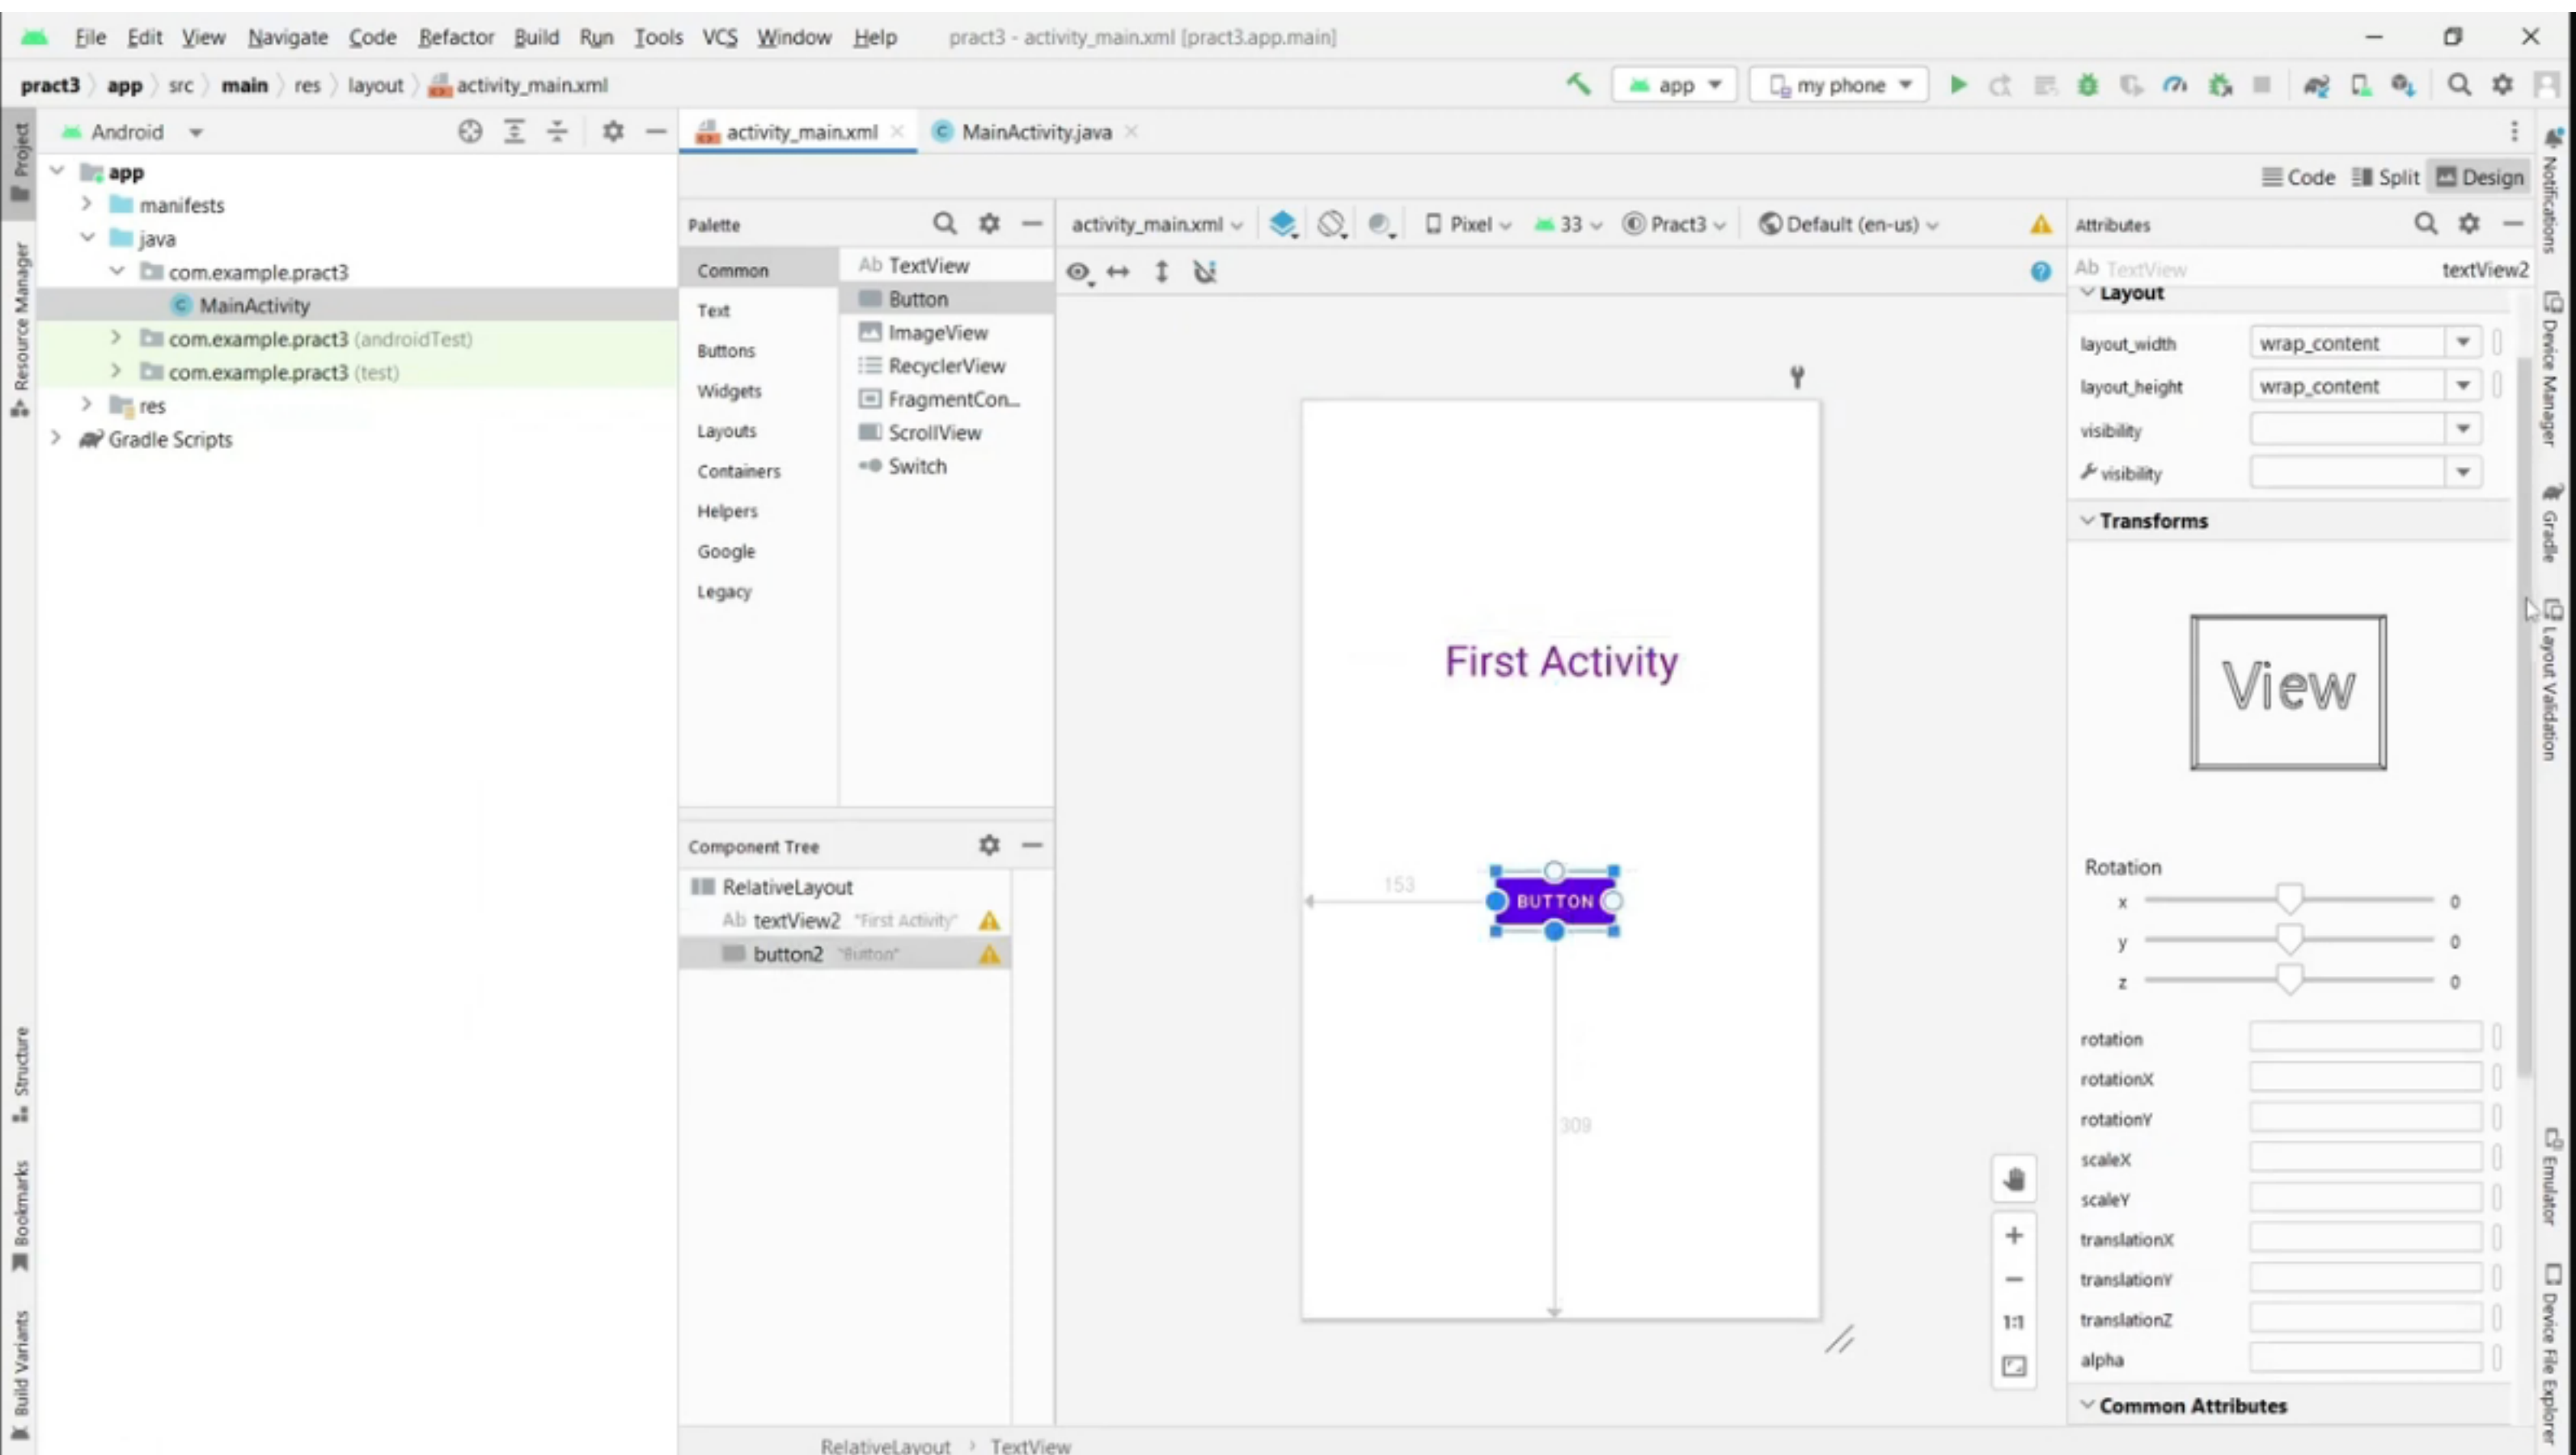 File Edit View Navigate Code Refactor Build Run Tools VCS Window Help pract3 - activity_main.xml [pract3.app.main]
pract3 app src main res layout activity_main.xml app my phone
Project
Resource Manager
Structure
Bookmarks
Build Variants
Android
app
manifests
java
com.example.pract3
MainActivity
com.example.pract3 (androidTest)
com.example.pract3 (test)
res
Gradle Scripts
activity_main.xml MainActivity.java
Code Split Design
Palette
Common
Text
Buttons
Widgets
Layouts
Containers
Helpers
Google
Legacy
Ab TextView
Button
ImageView
RecyclerView
FragmentCon...
ScrollView
Switch
Component Tree
RelativeLayout
Ab textView2 "First Activity"
button2 "Button"
activity_main.xml Pixel 33 Pract3 Default (en-us)
First Activity
153
BUTTON
309
1:1
Attributes
Ab TextView textView2
Layout
layout_width wrap_content
layout_height wrap_content
visibility
visibility
Transforms
View
Rotation
x 0
y 0
z 0
rotation
rotationX
rotationY
scaleX
scaleY
translationX
translationY
translationZ
alpha
Common Attributes
RelativeLayout › TextView
Notifications
Device Manager
Gradle
Layout Validation
Emulator
Device File Explorer